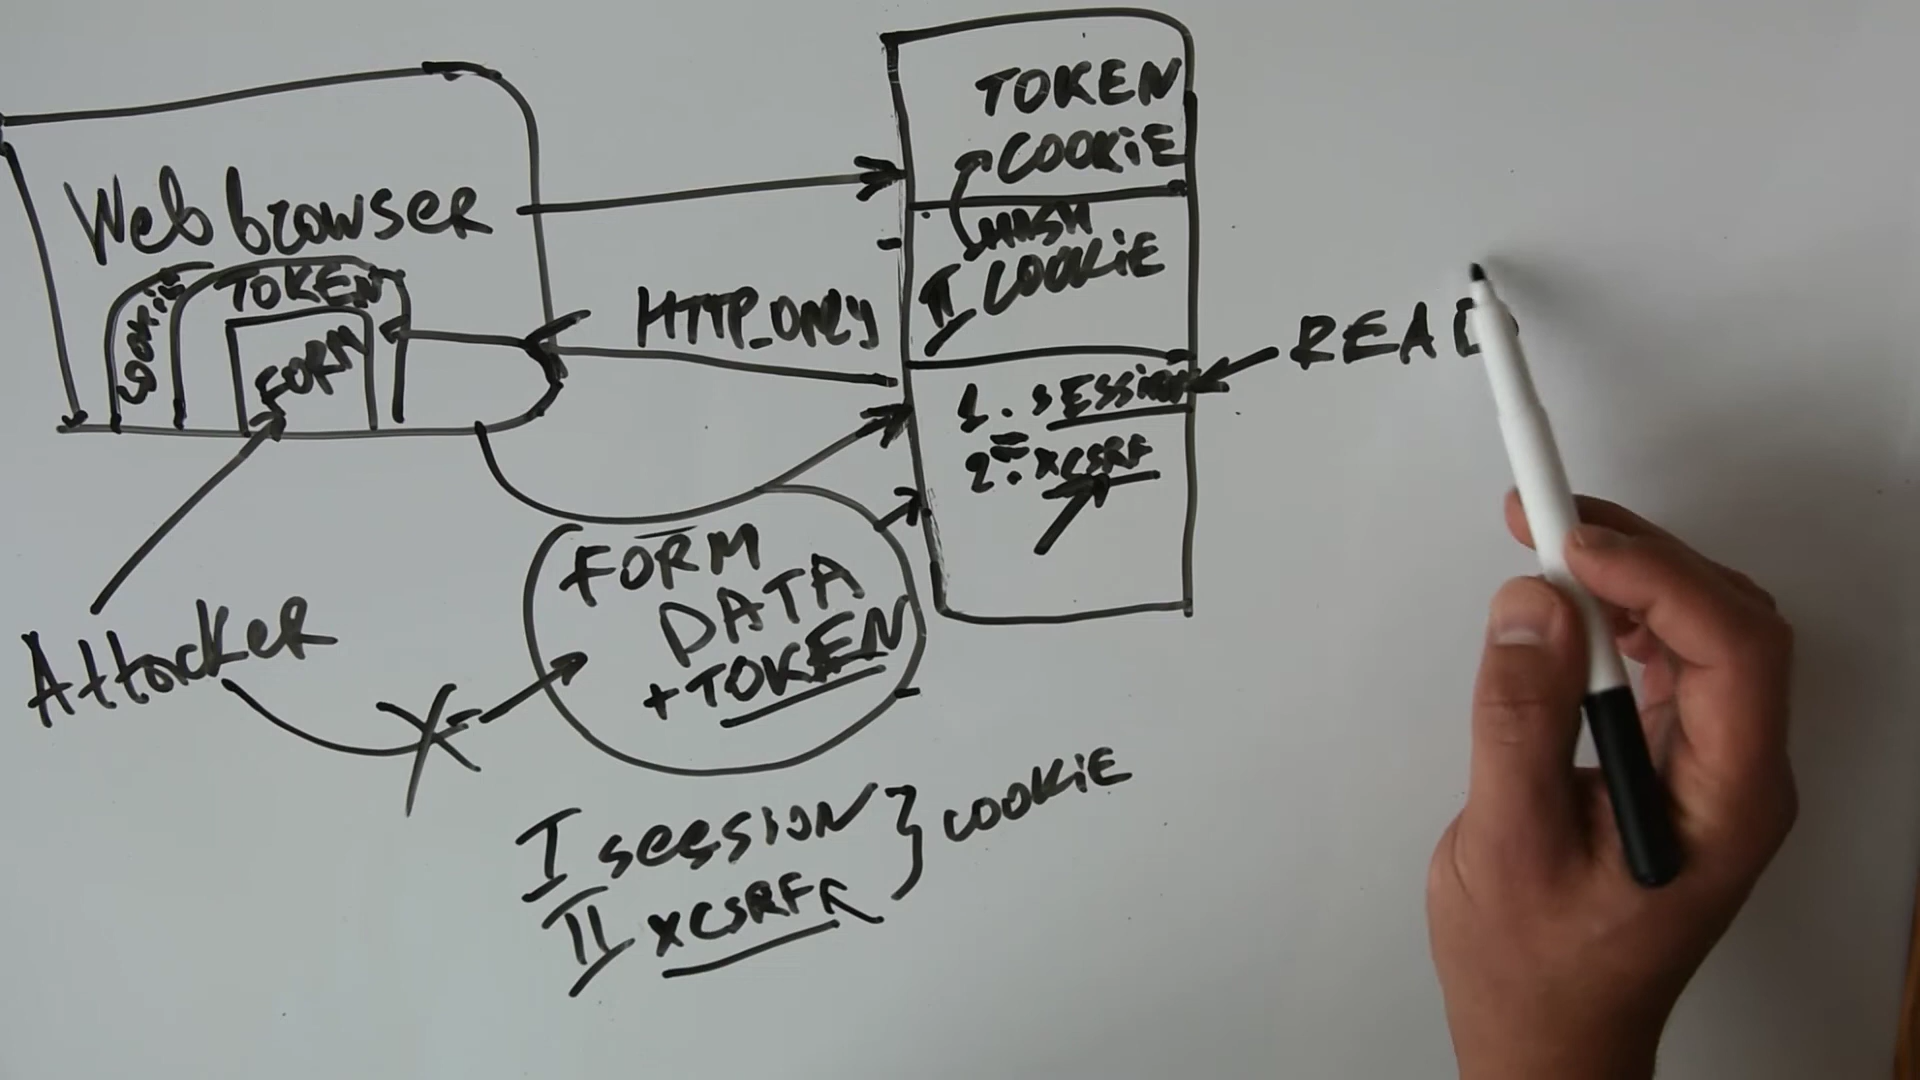 TOKEN
COOKiE
Web browser
HASH
II COOKiE
TOKEN
COOKiE
FORM
HTTP_ONLY
READ
1. SESSION
2. XCSRF
FORM
DATA
+TOKEN
Attacker
I session
II XCSRF
COOKiE